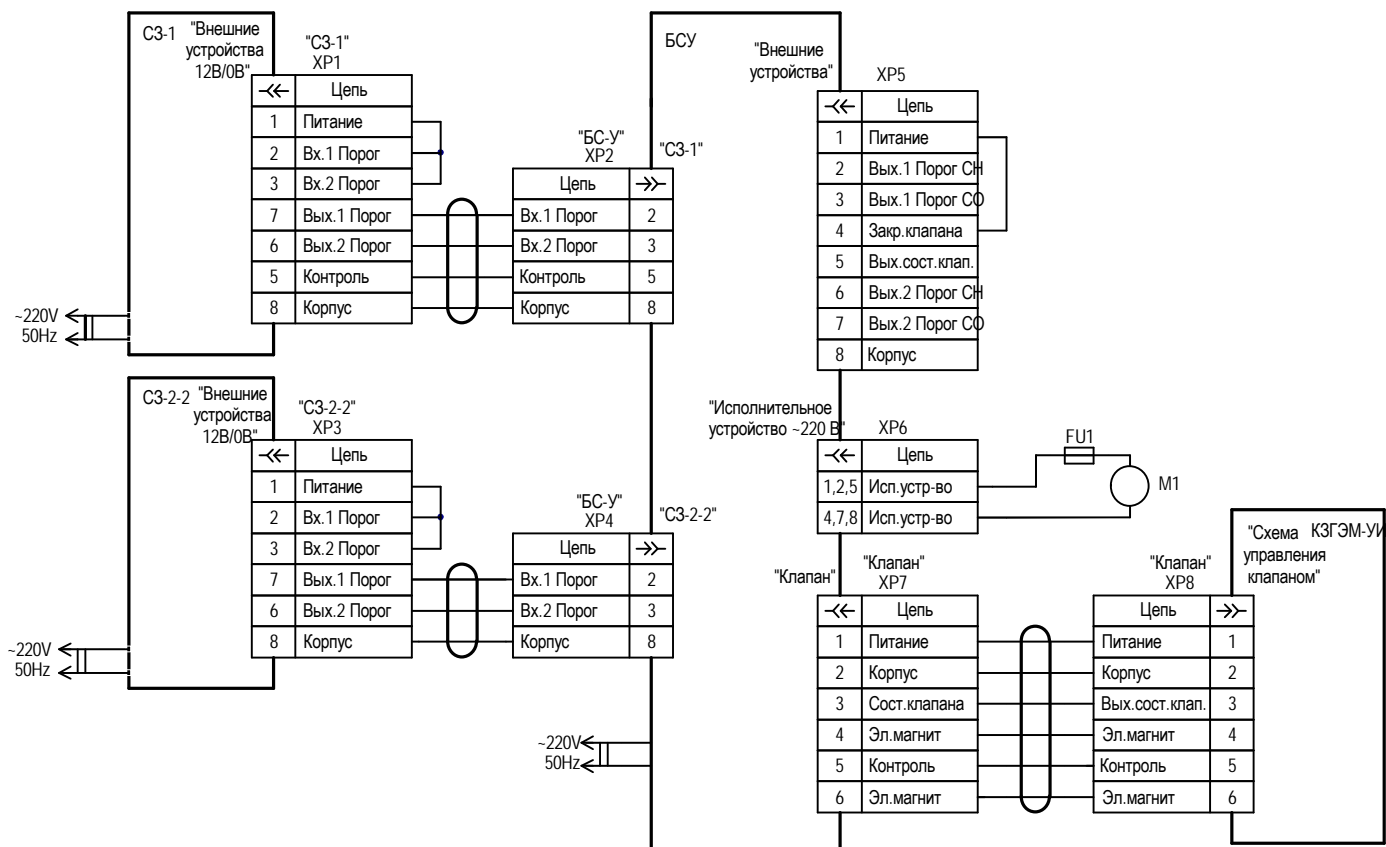 СЗ-1
"Внешние
устройства
12В/0В"
"СЗ-1"
XP1
Цепь
1 Питание
2 Вх.1 Порог
3 Вх.2 Порог
7 Вых.1 Порог
6 Вых.2 Порог
5 Контроль
8 Корпус
~220V
50Hz
"БС-У"
XP2
"СЗ-1"
Цепь
Вх.1 Порог 2
Вх.2 Порог 3
Контроль 5
Корпус 8
СЗ-2-2
"Внешние
устройства
12В/0В"
"СЗ-2-2"
XP3
Цепь
1 Питание
2 Вх.1 Порог
3 Вх.2 Порог
7 Вых.1 Порог
6 Вых.2 Порог
8 Корпус
~220V
50Hz
"БС-У"
XP4
"СЗ-2-2"
Цепь
Вх.1 Порог 2
Вх.2 Порог 3
Корпус 8
~220V
50Hz
БСУ
"Внешние
устройства"
XP5
Цепь
1 Питание
2 Вых.1 Порог СН
3 Вых.1 Порог СО
4 Закр.клапана
5 Вых.сост.клап.
6 Вых.2 Порог СН
7 Вых.2 Порог СО
8 Корпус
"Исполнительное
устройство ~220 В"
XP6
Цепь
1,2,5 Исп.устр-во
4,7,8 Исп.устр-во
FU1
M1
"Клапан"
"Клапан"
XP7
Цепь
1 Питание
2 Корпус
3 Сост.клапана
4 Эл.магнит
5 Контроль
6 Эл.магнит
"Клапан"
XP8
Цепь
Питание 1
Корпус 2
Вых.сост.клап. 3
Эл.магнит 4
Контроль 5
Эл.магнит 6
"Схема
управления
клапаном"
КЗГЭМ-УИ